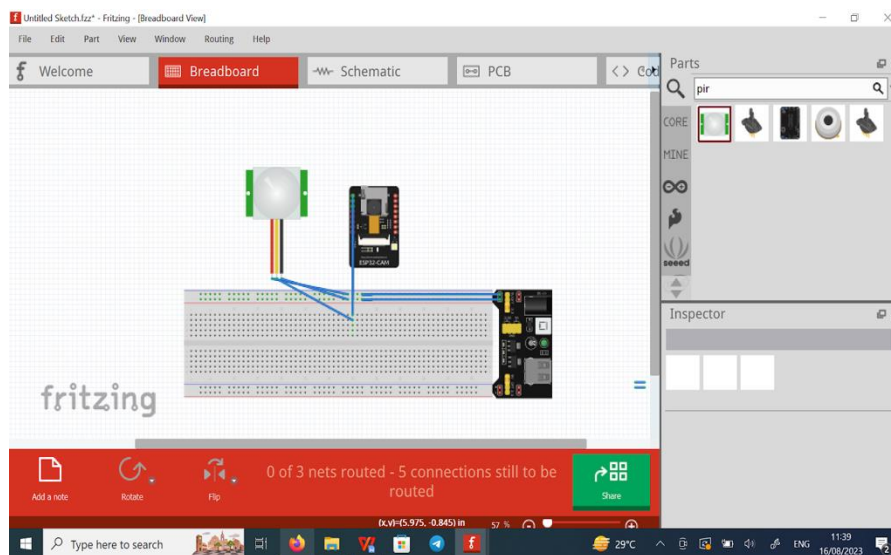 Untitled Sketch.fzz* - Fritzing - [Breadboard View]
File Edit Part View Window Routing Help
Welcome
Breadboard
Schematic
PCB
Parts
pir
CORE
MINE
seeed
ESP32-CAM
fritzing
Inspector
0 of 3 nets routed - 5 connections still to be
routed
Add a note
Rotate
Flip
Share
(x,y)=(5.975, -0.845) in
57 %
Type here to search
29°C
ENG
11:39
16/08/2023